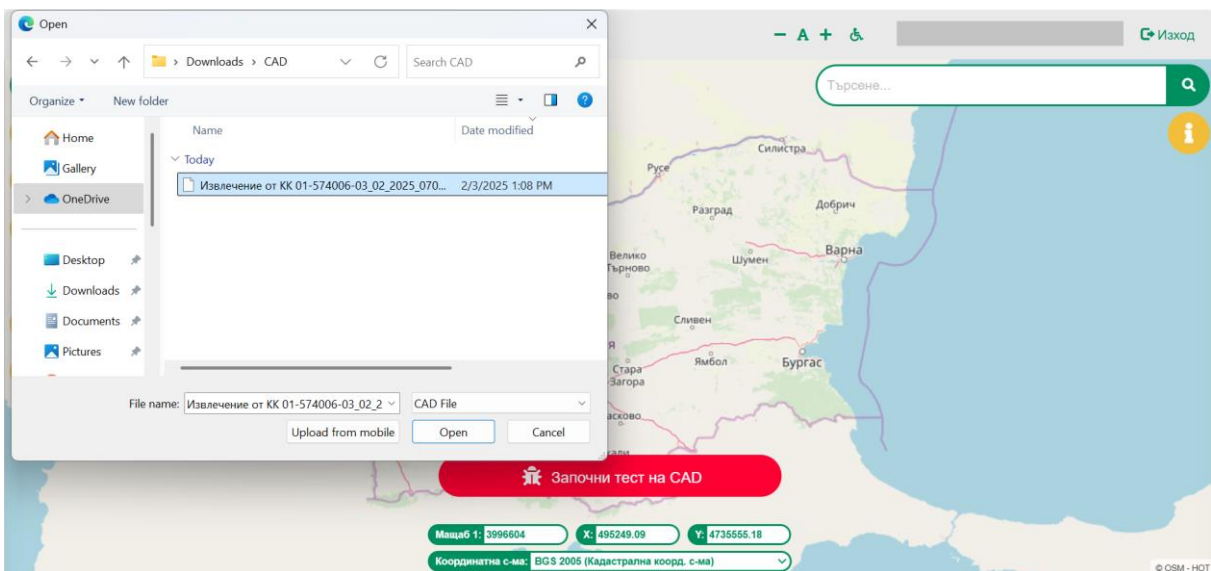 Open
Downloads > CAD
Search CAD
Organize
New folder
Home
Gallery
OneDrive
Desktop
Downloads
Documents
Pictures
Name
Date modified
Today
Извлечение от КК 01-574006-03_02_2025_070... 2/3/2025 1:08 PM
File name: Извлечение от КК 01-574006-03_02_2
CAD File
Upload from mobile
Open
Cancel
A
Изход
Търсене...
Силистра
Русе
Разград
Добрич
Велико
Търново
Шумен
Варна
во
Сливен
Я
Стара
Загора
Ямбол
Бургас
асково
Започни тест на CAD
Мащаб 1: 3996604
X: 495249.09
Y: 4735555.18
Координатна с-ма: BGS 2005 (Кадастрална коорд. с-ма)
© OSM - HOT